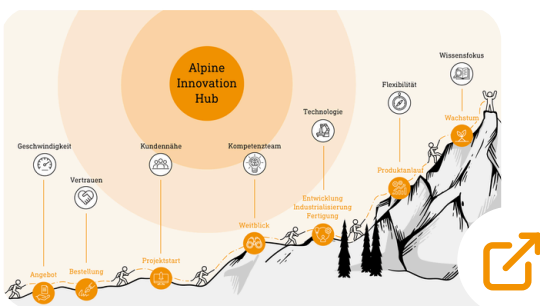 Alpine
Innovation
Hub
Geschwindigkeit
Vertrauen
Kundennähe
Kompetenzteam
Technologie
Flexibilität
Wissensfokus
Angebot
Bestellung
Projektstart
Weitblick
Entwicklung
Industrialisierung
Fertigung
Produktanlauf
Wachstum